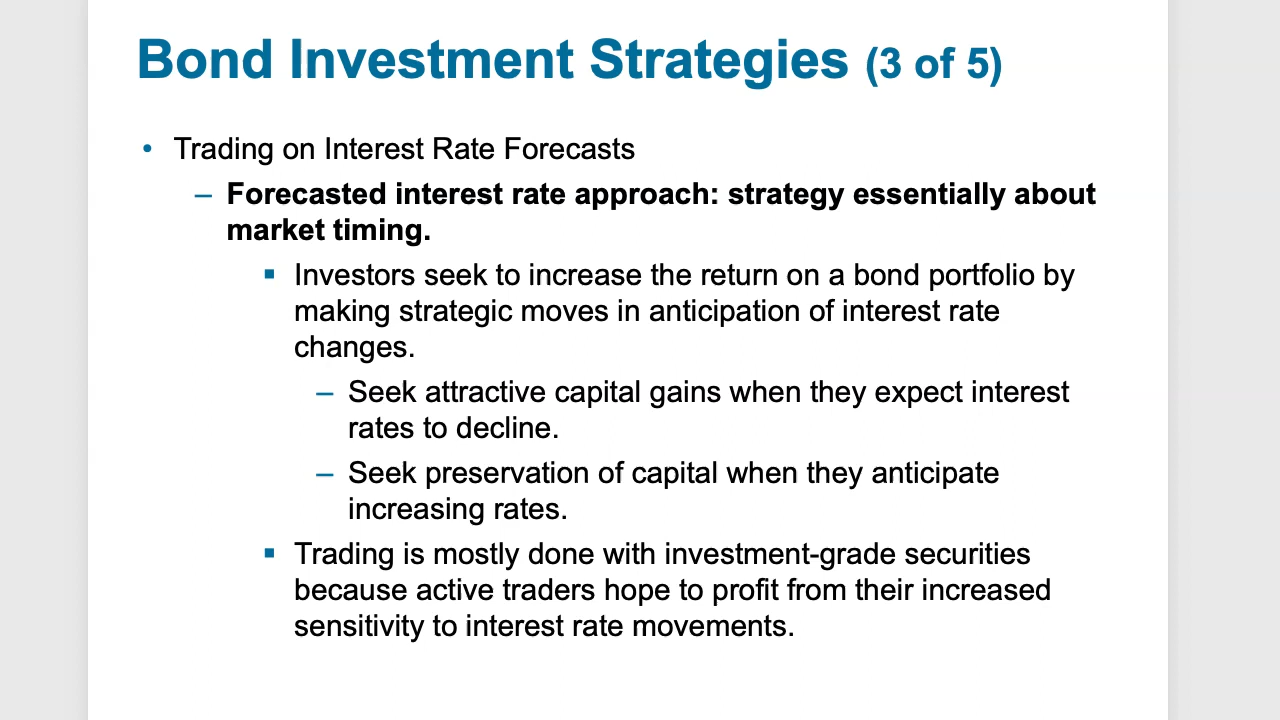 Bond Investment Strategies (3 of 5)
• Trading on Interest Rate Forecasts
– Forecasted interest rate approach: strategy essentially about
market timing.
▪ Investors seek to increase the return on a bond portfolio by
making strategic moves in anticipation of interest rate
changes.
– Seek attractive capital gains when they expect interest
rates to decline.
– Seek preservation of capital when they anticipate
increasing rates.
▪ Trading is mostly done with investment-grade securities
because active traders hope to profit from their increased
sensitivity to interest rate movements.